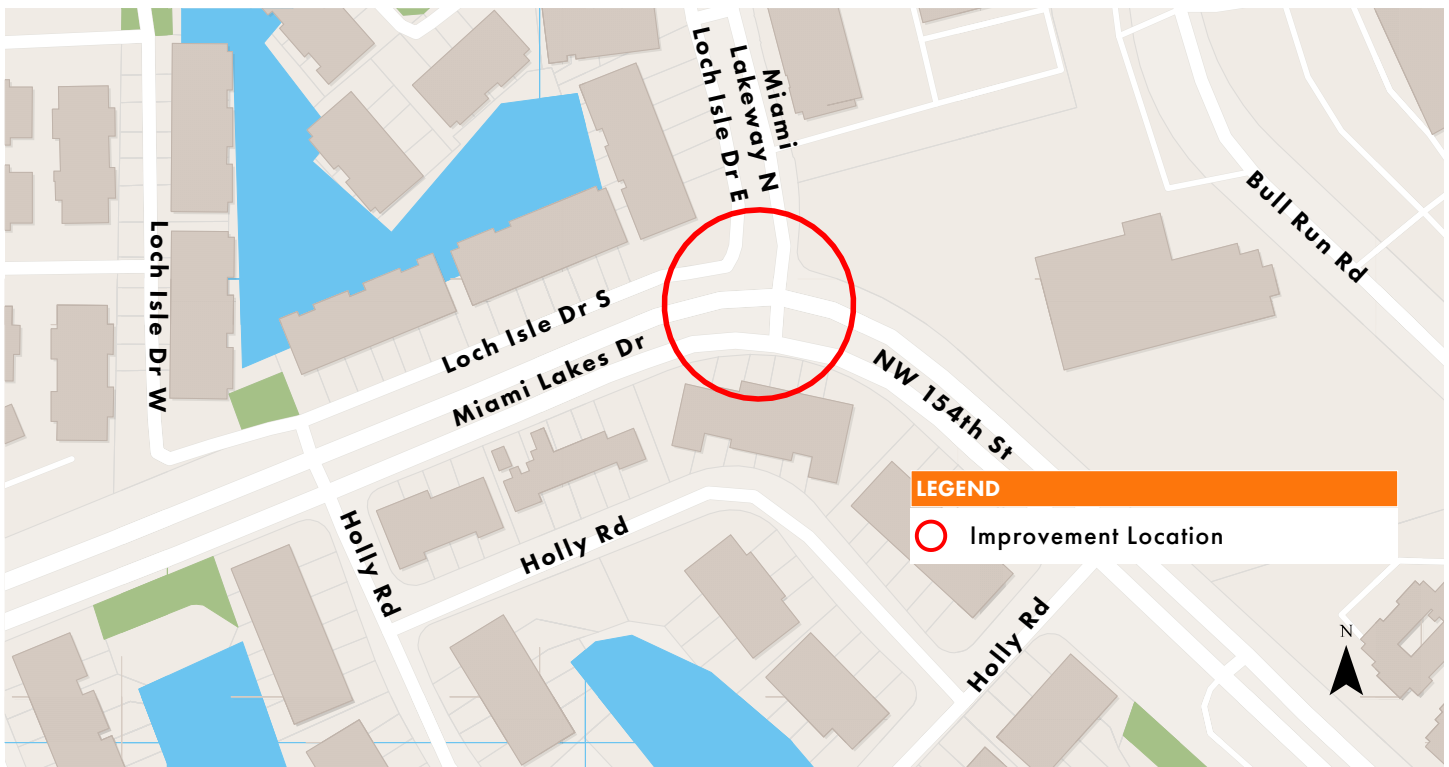 Loch Isle Dr E
Miami
Lakeway N
Bull Run Rd
Loch Isle Dr W
Loch Isle Dr S
Miami Lakes Dr
NW 154th St
Holly Rd
Holly Rd
Holly Rd
LEGEND
Improvement Location
N